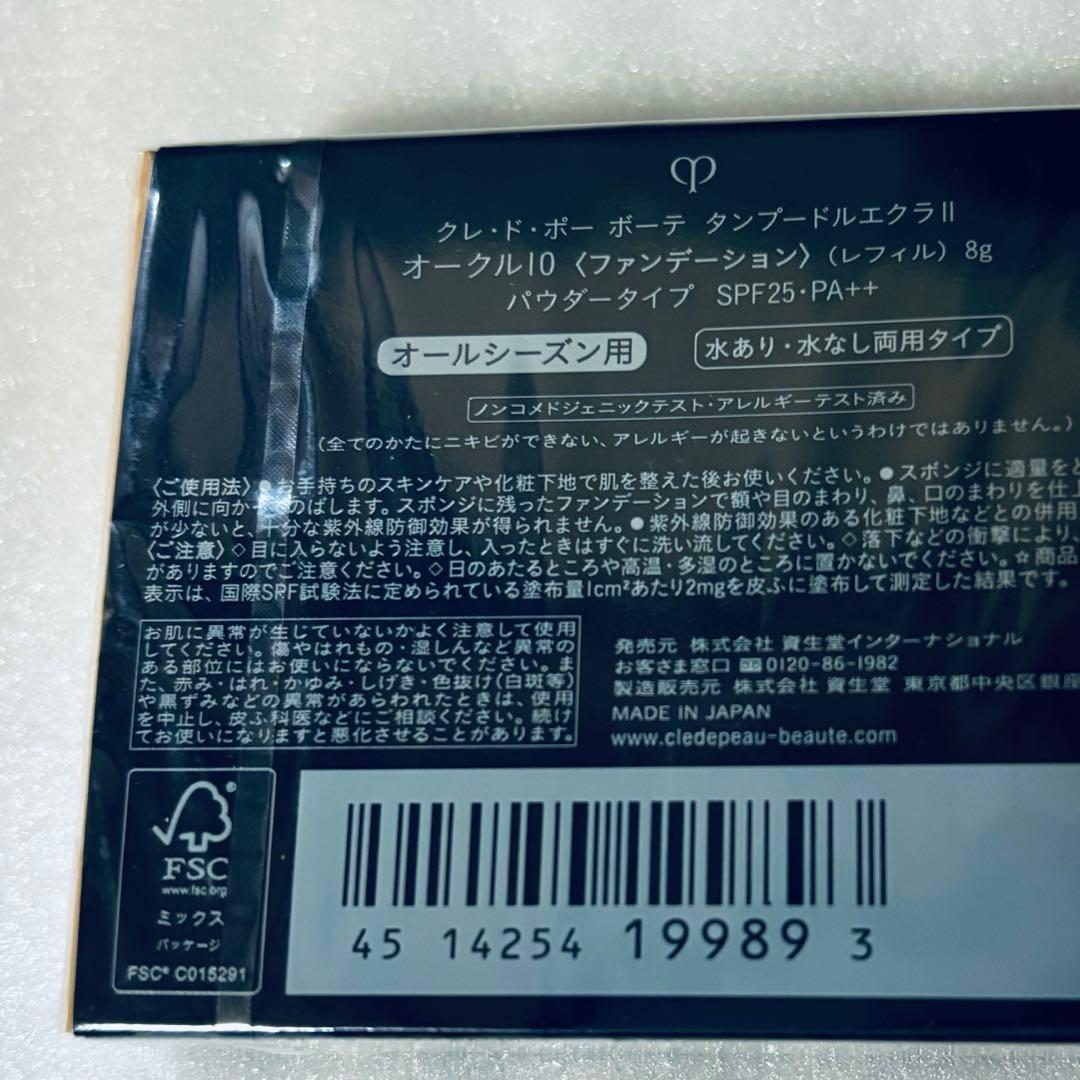 クレ・ド・ポー ボーテ タンプードルエクラⅡ
オークル10〈ファンデーション〉(レフィル) 8g
パウダータイプ SPF25・PA++
オールシーズン用
水あり・水なし両用タイプ
ノンコメドジェニックテスト・アレルギーテスト済み
(全てのかたにニキビができない、アレルギーが起きないというわけではありません。)
〈ご使用法〉●お手持ちのスキンケアや化粧下地で肌を整えた後お使いください。●スポンジに適量をと
外側に向か のばします。スポンジに残ったファンデーションで額や目のまわり、鼻、口のまわりを仕上
が少ないと、十分な紫外線防御効果が得られません。●紫外線防御効果のある化粧下地などとの併用
〈ご注意〉◇目に入らないよう注意し、入ったときはすぐに洗い流してください。◇落下などの衝撃により、
がありますのでご注意ください。◇日のあたるところや高温・多湿のところに置かないでください。☆商品
表示は、国際SPF試験法に定められている塗布量1cm²あたり2mgを皮ふに塗布して測定した結果です。
お肌に異常が生じていないかよく注意して使用
してください。傷やはれもの・湿しんなど異常の
ある部位にはお使いにならないでください。ま
た、赤み・はれ・かゆみ・しげき・色抜け(白斑等)
や黒ずみなどの異常があらわれたときは、使用
を中止し、皮ふ科医などにご相談ください。続け
てお使いになりますと悪化させることがあります。
発売元 株式会社 資生堂インターナショナル
お客さま窓口 0120-86-1982
製造販売元 株式会社 資生堂 東京都中央区銀座
MADE IN JAPAN
www.cledepeau-beaute.com
FSC
www.fsc.org
ミックス
パッケージ
FSC® C015291
45 14254 19989 3